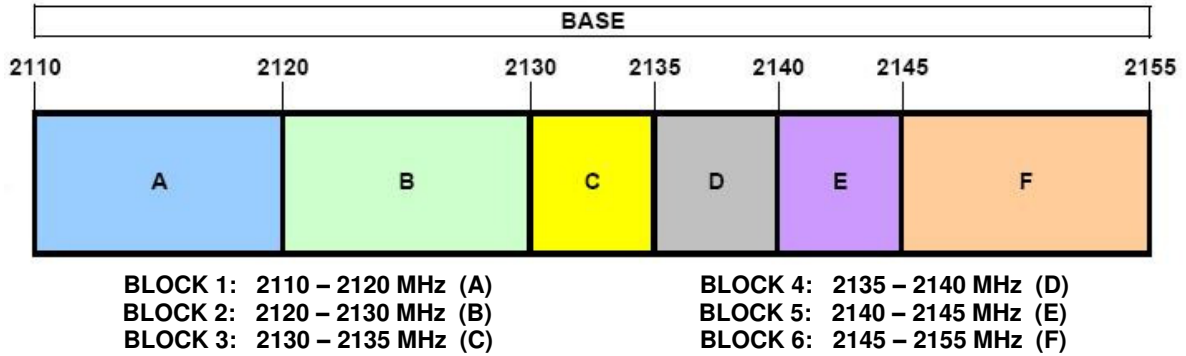 BASE
2110 2120 2130 2135 2140 2145 2155
A B C D E F
BLOCK 1: 2110 – 2120 MHz (A)
BLOCK 2: 2120 – 2130 MHz (B)
BLOCK 3: 2130 – 2135 MHz (C)
BLOCK 4: 2135 – 2140 MHz (D)
BLOCK 5: 2140 – 2145 MHz (E)
BLOCK 6: 2145 – 2155 MHz (F)